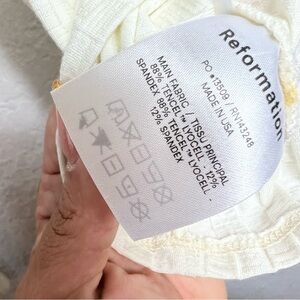 Reformation
PO #13509 / RN143248
MADE IN USA
MAIN FABRIC / TISSU PRINCIPAL
88% TENCEL™ LYOCELL - 12%
SPANDEX 88% TENCEL™ LYOCELL -
12% SPANDEX